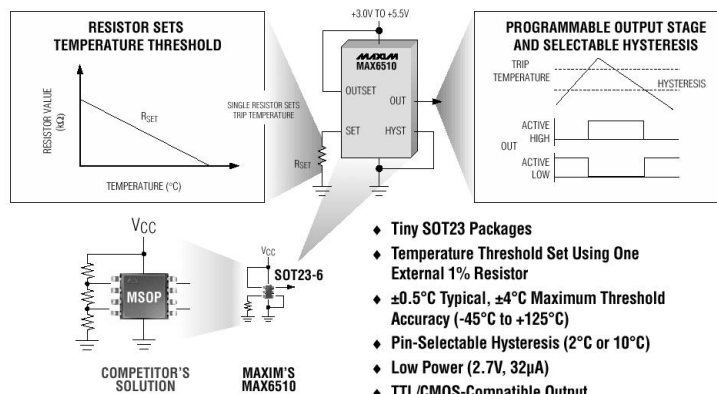 RESISTOR SETS
TEMPERATURE THRESHOLD
RESISTOR VALUE
(kΩ)
RSET
TEMPERATURE (°C)
SINGLE RESISTOR SETS
TRIP TEMPERATURE
+3.0V TO +5.5V
MAXIM
MAX6510
OUTSET
OUT
SET
HYST
RSET
PROGRAMMABLE OUTPUT STAGE
AND SELECTABLE HYSTERESIS
TRIP
TEMPERATURE
HYSTERESIS
ACTIVE
HIGH
OUT
ACTIVE
LOW
VCC
MSOP
COMPETITOR'S
SOLUTION
VCC
SOT23-6
MAXIM'S
MAX6510
♦ Tiny SOT23 Packages
♦ Temperature Threshold Set Using One
External 1% Resistor
♦ ±0.5°C Typical, ±4°C Maximum Threshold
Accuracy (-45°C to +125°C)
♦ Pin-Selectable Hysteresis (2°C or 10°C)
♦ Low Power (2.7V, 32µA)
♦ TTL/CMOS-Compatible Output